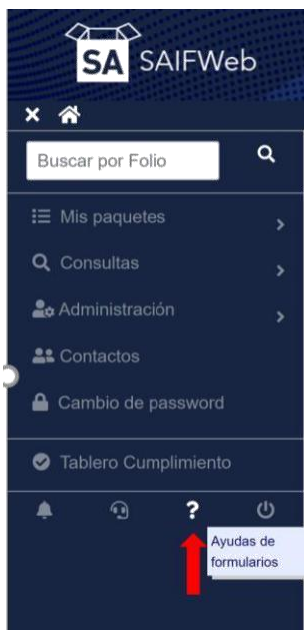 SA SAIFWeb
Buscar por Folio
Mis paquetes
Consultas
Administración
Contactos
Cambio de password
Tablero Cumplimiento
?
Ayudas de
formularios